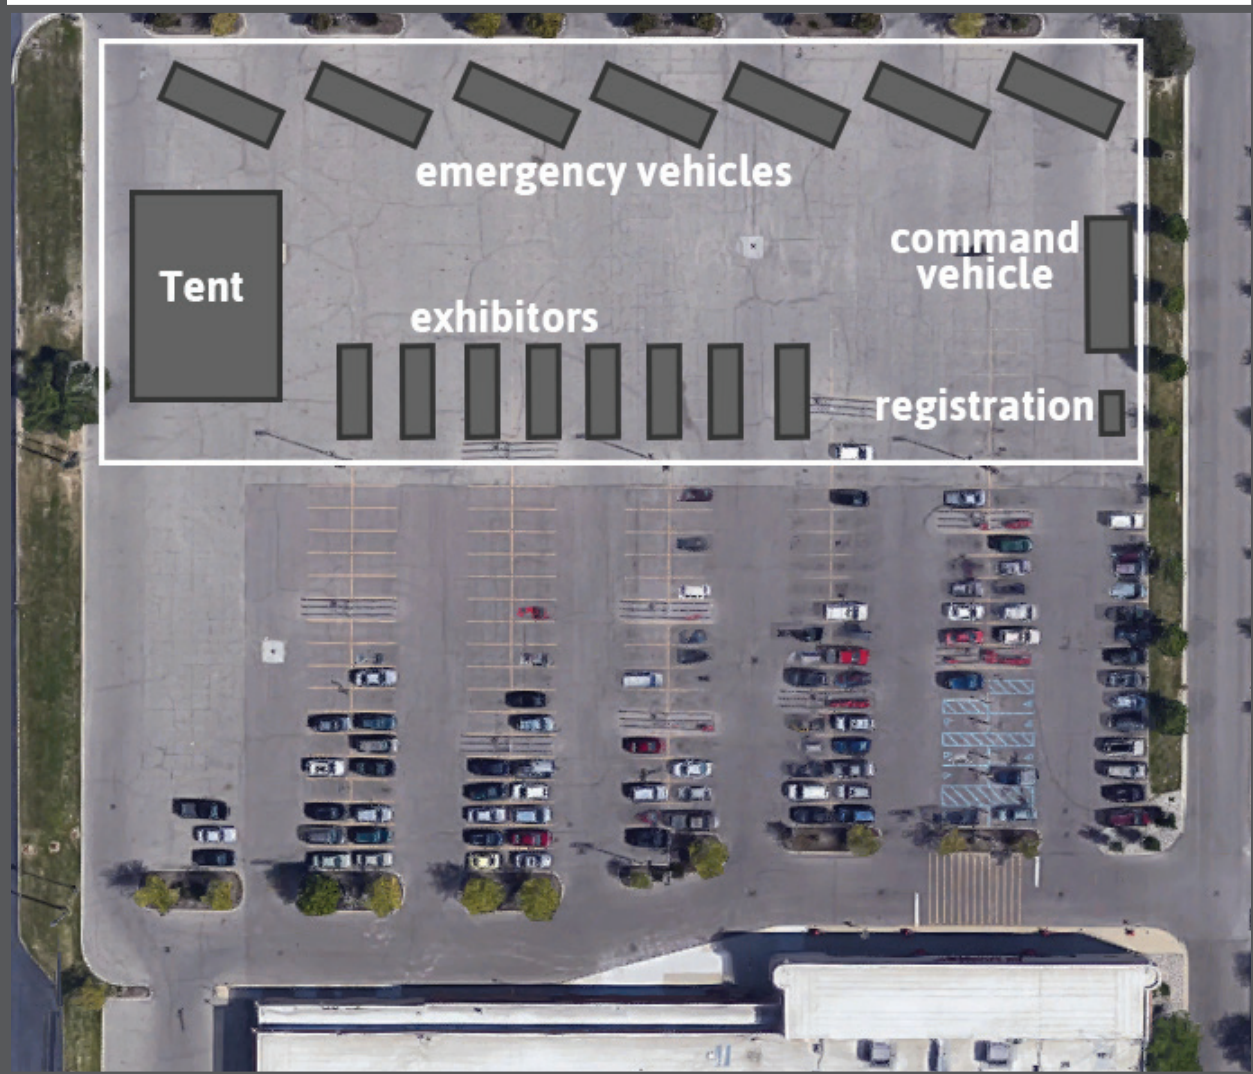 emergency vehicles
command
vehicle
Tent
exhibitors
registration